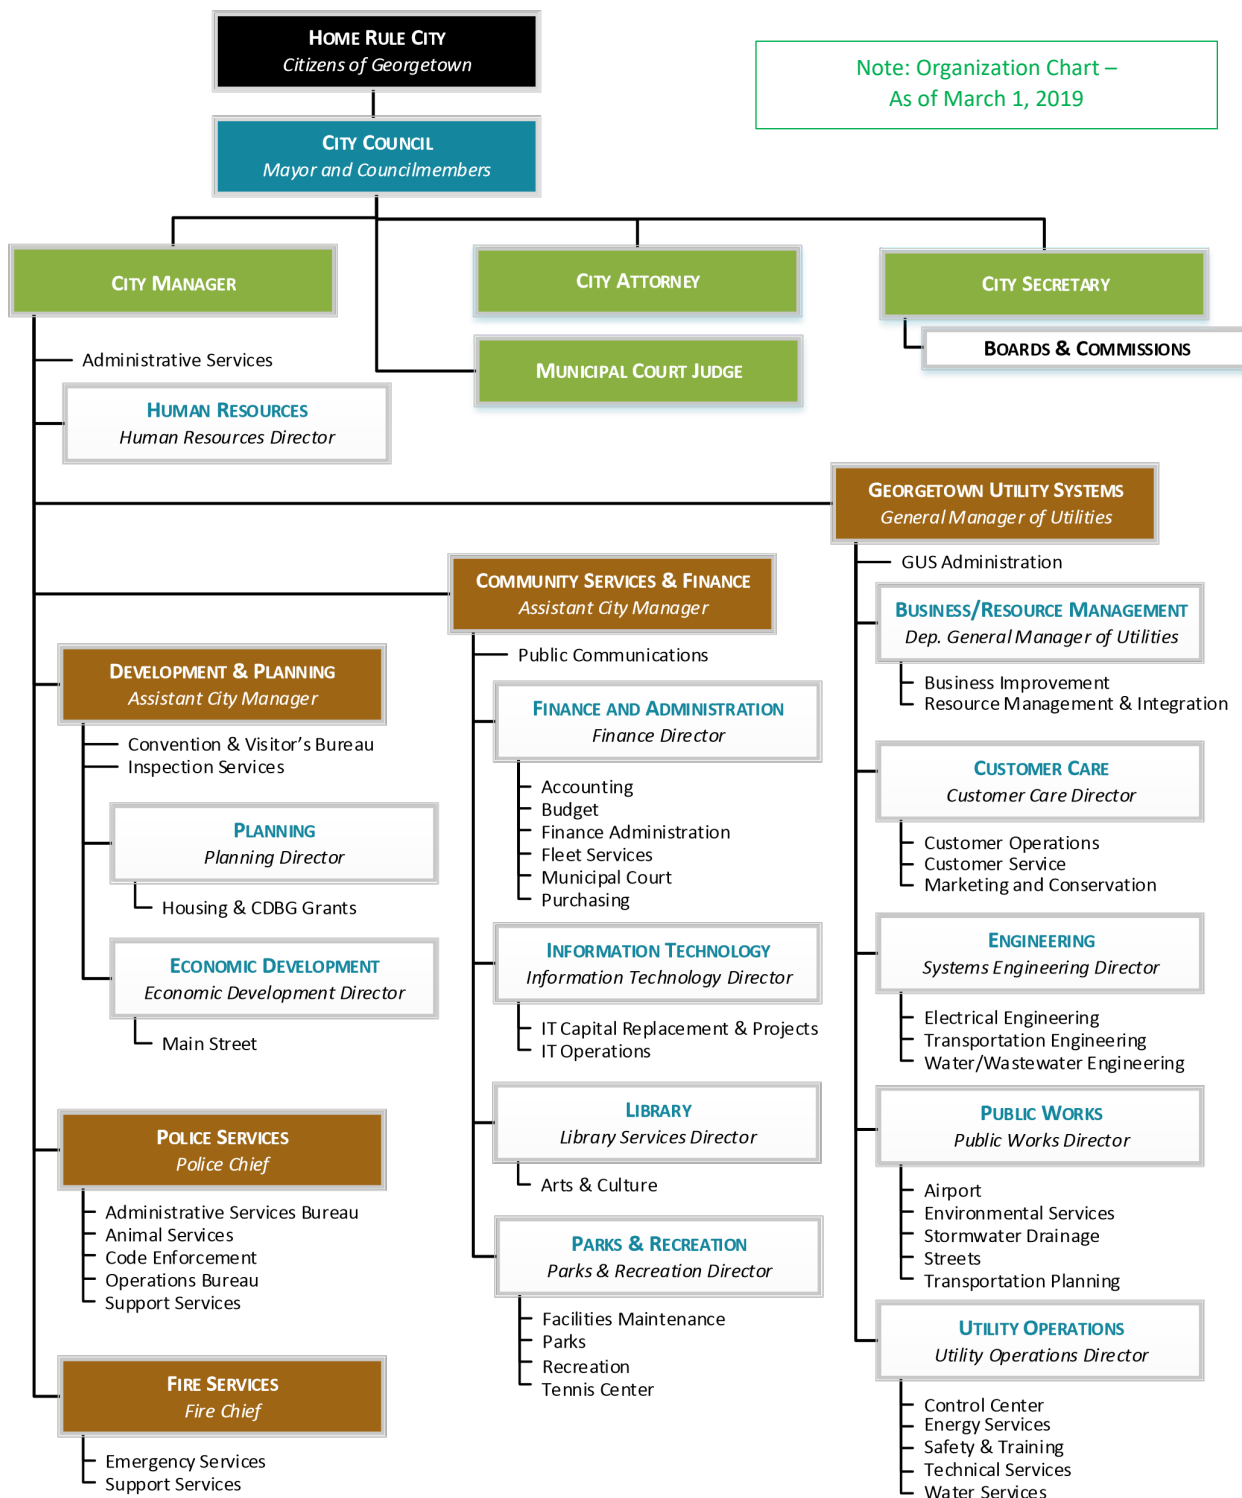 HOME RULE CITY
Citizens of Georgetown
Note: Organization Chart –
As of March 1, 2019
CITY COUNCIL
Mayor and Councilmembers
CITY MANAGER
CITY ATTORNEY
CITY SECRETARY
BOARDS & COMMISSIONS
MUNICIPAL COURT JUDGE
Administrative Services
HUMAN RESOURCES
Human Resources Director
GEORGETOWN UTILITY SYSTEMS
General Manager of Utilities
COMMUNITY SERVICES & FINANCE
Assistant City Manager
DEVELOPMENT & PLANNING
Assistant City Manager
Convention & Visitor's Bureau
Inspection Services
PLANNING
Planning Director
Housing & CDBG Grants
ECONOMIC DEVELOPMENT
Economic Development Director
Main Street
POLICE SERVICES
Police Chief
Administrative Services Bureau
Animal Services
Code Enforcement
Operations Bureau
Support Services
FIRE SERVICES
Fire Chief
Emergency Services
Support Services
Public Communications
FINANCE AND ADMINISTRATION
Finance Director
Accounting
Budget
Finance Administration
Fleet Services
Municipal Court
Purchasing
INFORMATION TECHNOLOGY
Information Technology Director
IT Capital Replacement & Projects
IT Operations
LIBRARY
Library Services Director
Arts & Culture
PARKS & RECREATION
Parks & Recreation Director
Facilities Maintenance
Parks
Recreation
Tennis Center
GUS Administration
BUSINESS/RESOURCE MANAGEMENT
Dep. General Manager of Utilities
Business Improvement
Resource Management & Integration
CUSTOMER CARE
Customer Care Director
Customer Operations
Customer Service
Marketing and Conservation
ENGINEERING
Systems Engineering Director
Electrical Engineering
Transportation Engineering
Water/Wastewater Engineering
PUBLIC WORKS
Public Works Director
Airport
Environmental Services
Stormwater Drainage
Streets
Transportation Planning
UTILITY OPERATIONS
Utility Operations Director
Control Center
Energy Services
Safety & Training
Technical Services
Water Services